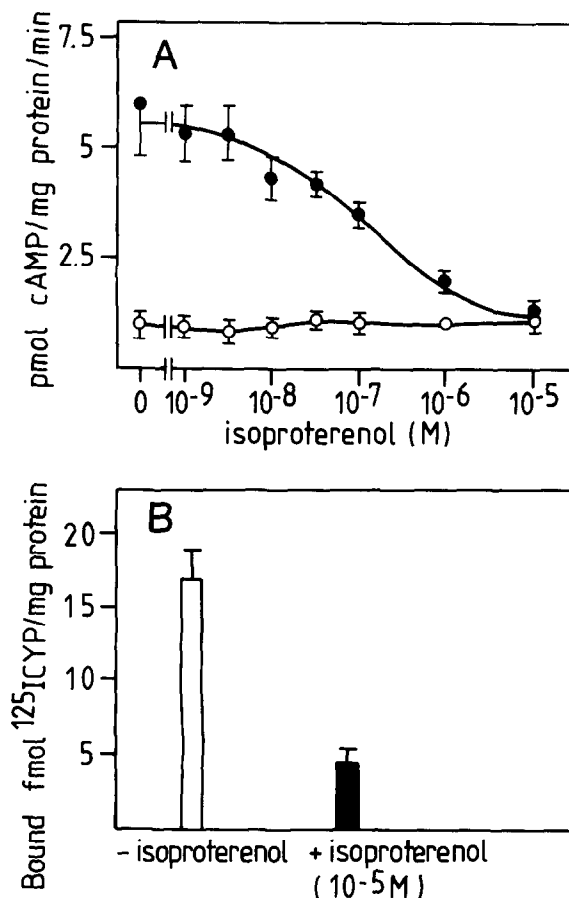 A
pmol cAMP/mg protein/min
7.5
5
2.5
0 10⁻⁹ 10⁻⁸ 10⁻⁷ 10⁻⁶ 10⁻⁵
isoproterenol (M)
B
Bound fmol ¹²⁵ICYP/mg protein
20
15
10
5
- isoproterenol + isoproterenol
(10⁻⁵M)